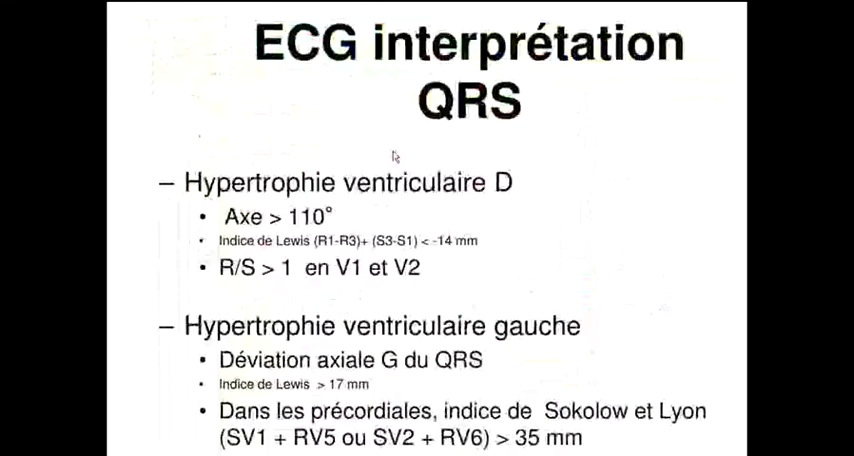 ECG interprétation
QRS
– Hypertrophie ventriculaire D
• Axe > 110°
• Indice de Lewis (R1-R3)+ (S3-S1) < -14 mm
• R/S > 1 en V1 et V2
– Hypertrophie ventriculaire gauche
• Déviation axiale G du QRS
• Indice de Lewis > 17 mm
• Dans les précordiales, indice de Sokolow et Lyon
(SV1 + RV5 ou SV2 + RV6) > 35 mm